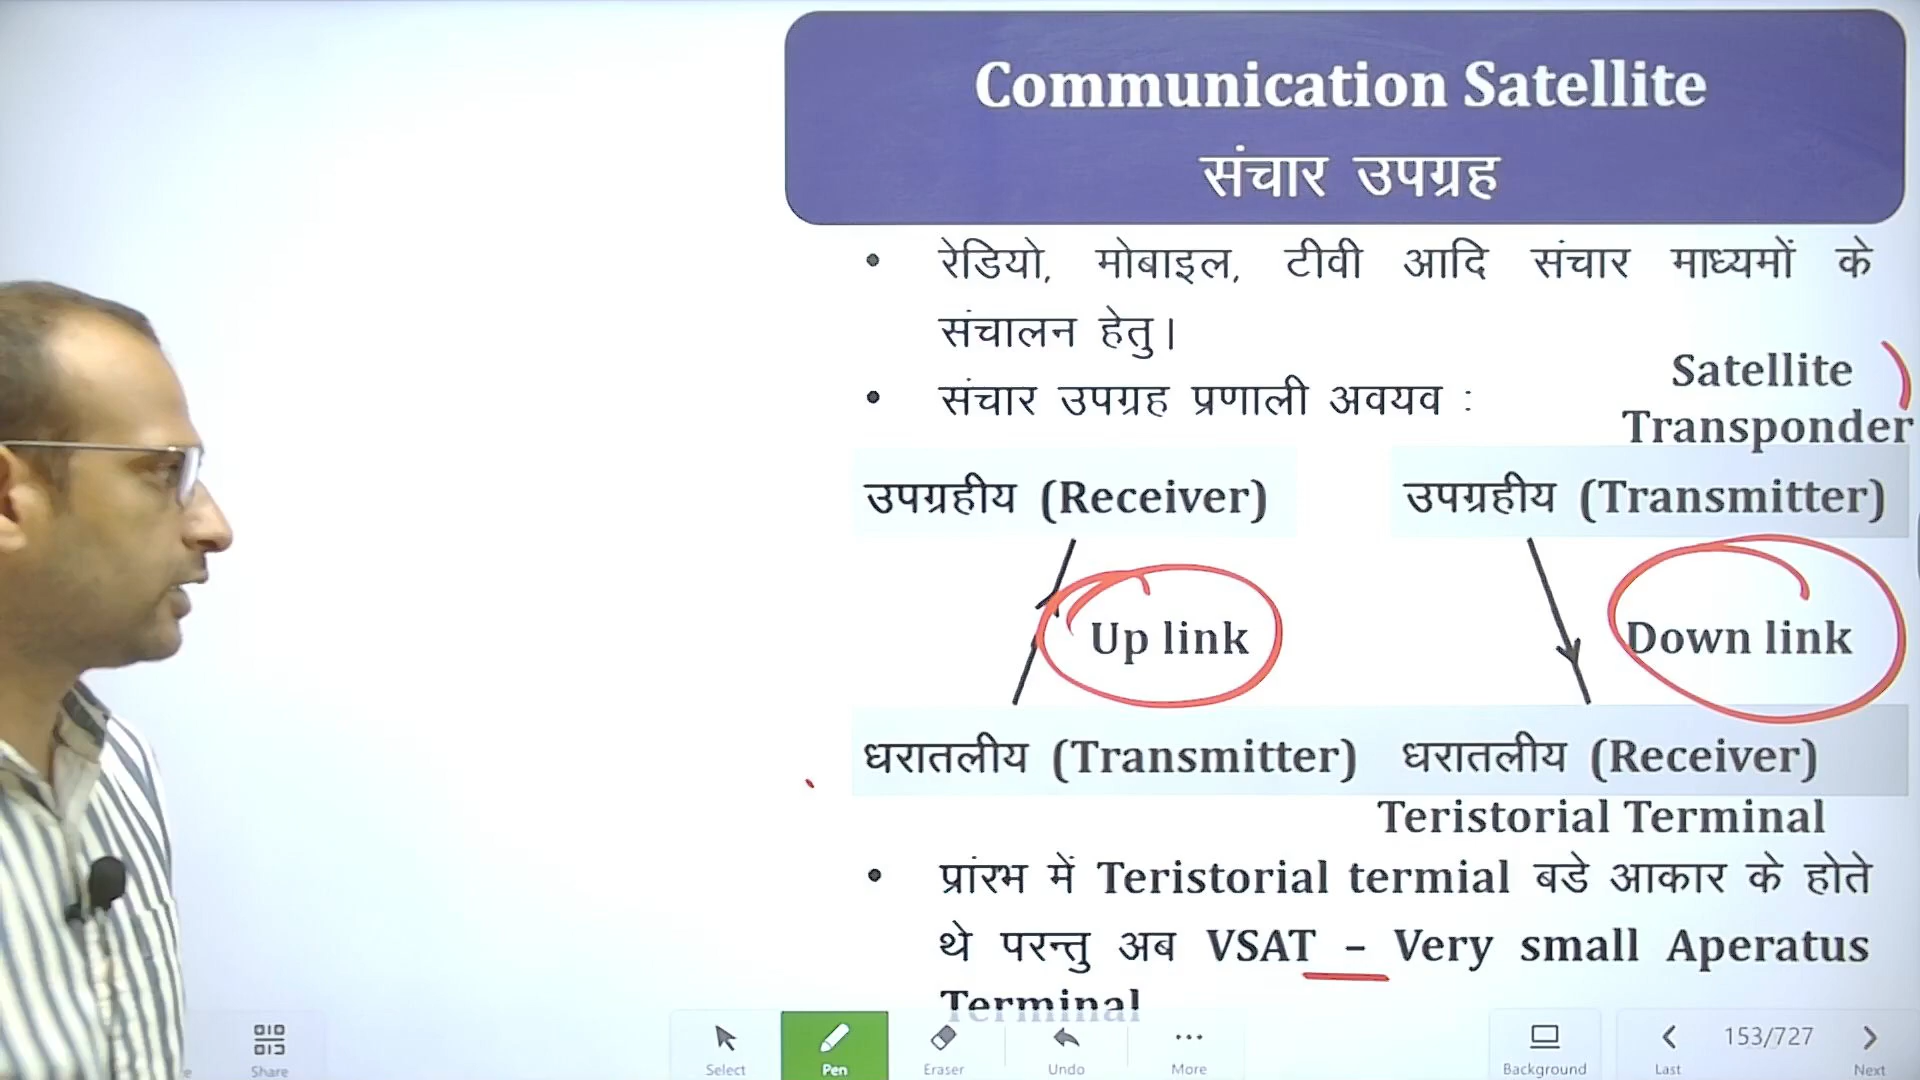 Communication Satellite
संचार उपग्रह
• रेडियो, मोबाइल, टीवी आदि संचार माध्यमों के
संचालन हेतु।
• संचार उपग्रह प्रणाली अवयव :
Satellite
Transponder
उपग्रहीय (Receiver) उपग्रहीय (Transmitter)
Up link Down link
धरातलीय (Transmitter) धरातलीय (Receiver)
Teristorial Terminal
• प्रांरभ में Teristorial termial बडे आकार के होते
थे परन्तु अब VSAT – Very small Aperatus
Terminal
Share Select Pen Eraser Undo More Background Last 153/727 Next